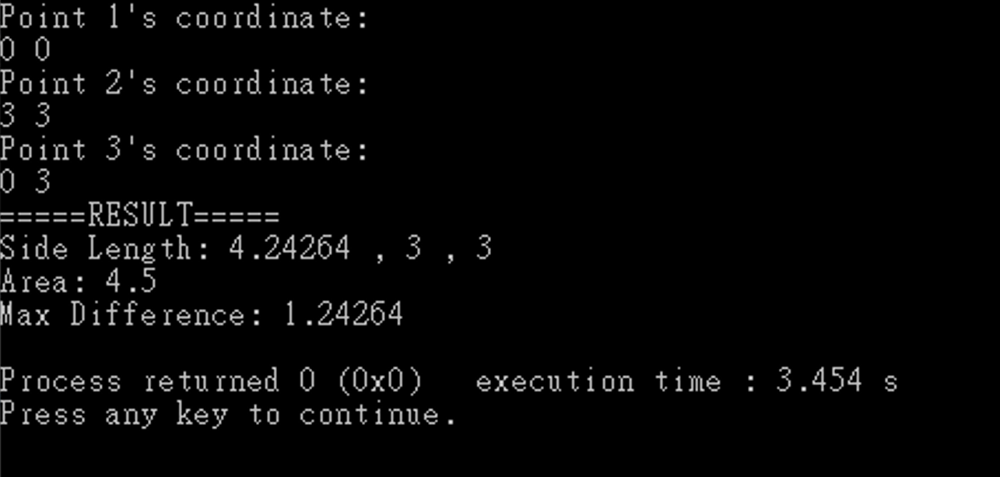 Point 1's coordinate:
0 0
Point 2's coordinate:
3 3
Point 3's coordinate:
0 3
=====RESULT=====
Side Length: 4.24264 , 3 , 3
Area: 4.5
Max Difference: 1.24264
Process returned 0 (0x0)   execution time : 3.454 s
Press any key to continue.